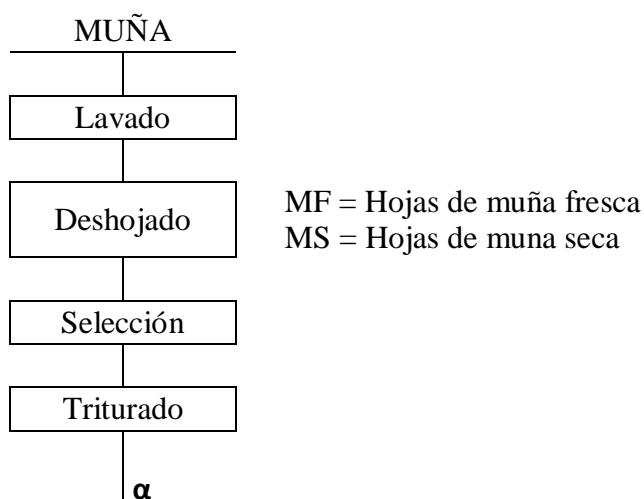 MUÑA
Lavado
Deshojado
MF = Hojas de muña fresca
MS = Hojas de muna seca
Selección
Triturado
α